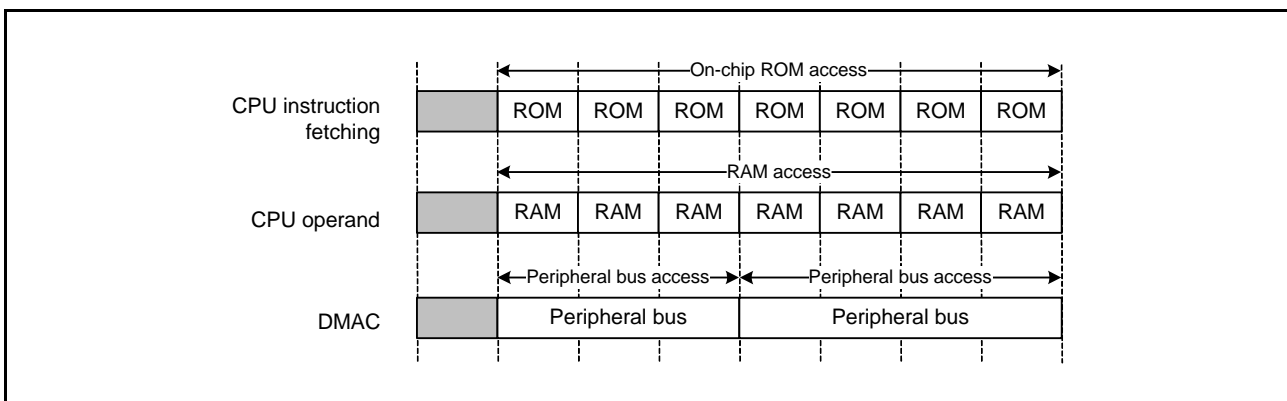 On-chip ROM access
CPU instruction
fetching
ROM ROM ROM ROM ROM ROM ROM
RAM access
CPU operand
RAM RAM RAM RAM RAM RAM RAM
Peripheral bus access Peripheral bus access
DMAC
Peripheral bus Peripheral bus